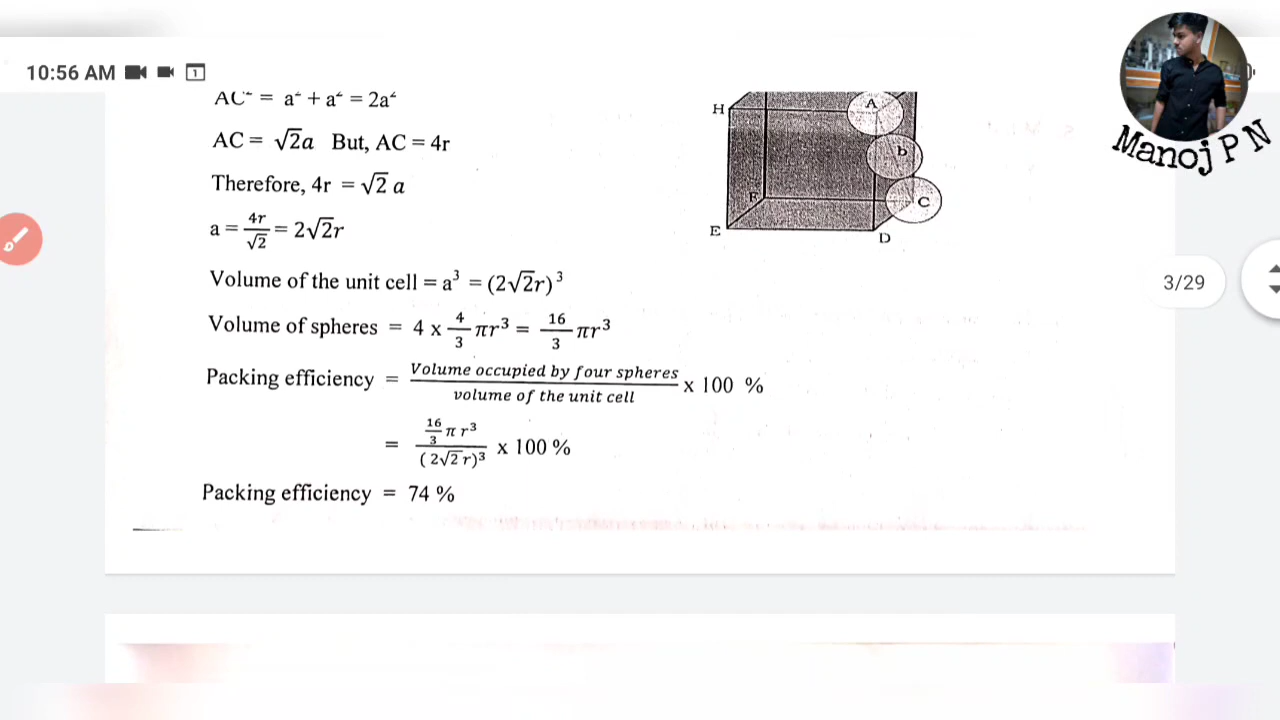 10:56 AM
1
Manoj P N
AC² = a² + a² = 2a²
AC = √2a But, AC = 4r
Therefore, 4r = √2 a
a = 4r/√2 = 2√2r
Volume of the unit cell = a³ = (2√2r)³
Volume of spheres = 4 x 4/3 πr³ = 16/3 πr³
Packing efficiency = Volume occupied by four spheres / volume of the unit cell x 100 %
= 16/3 π r³ / (2√2 r)³ x 100 %
Packing efficiency = 74 %
H
A
b
F
C
E
D
3/29